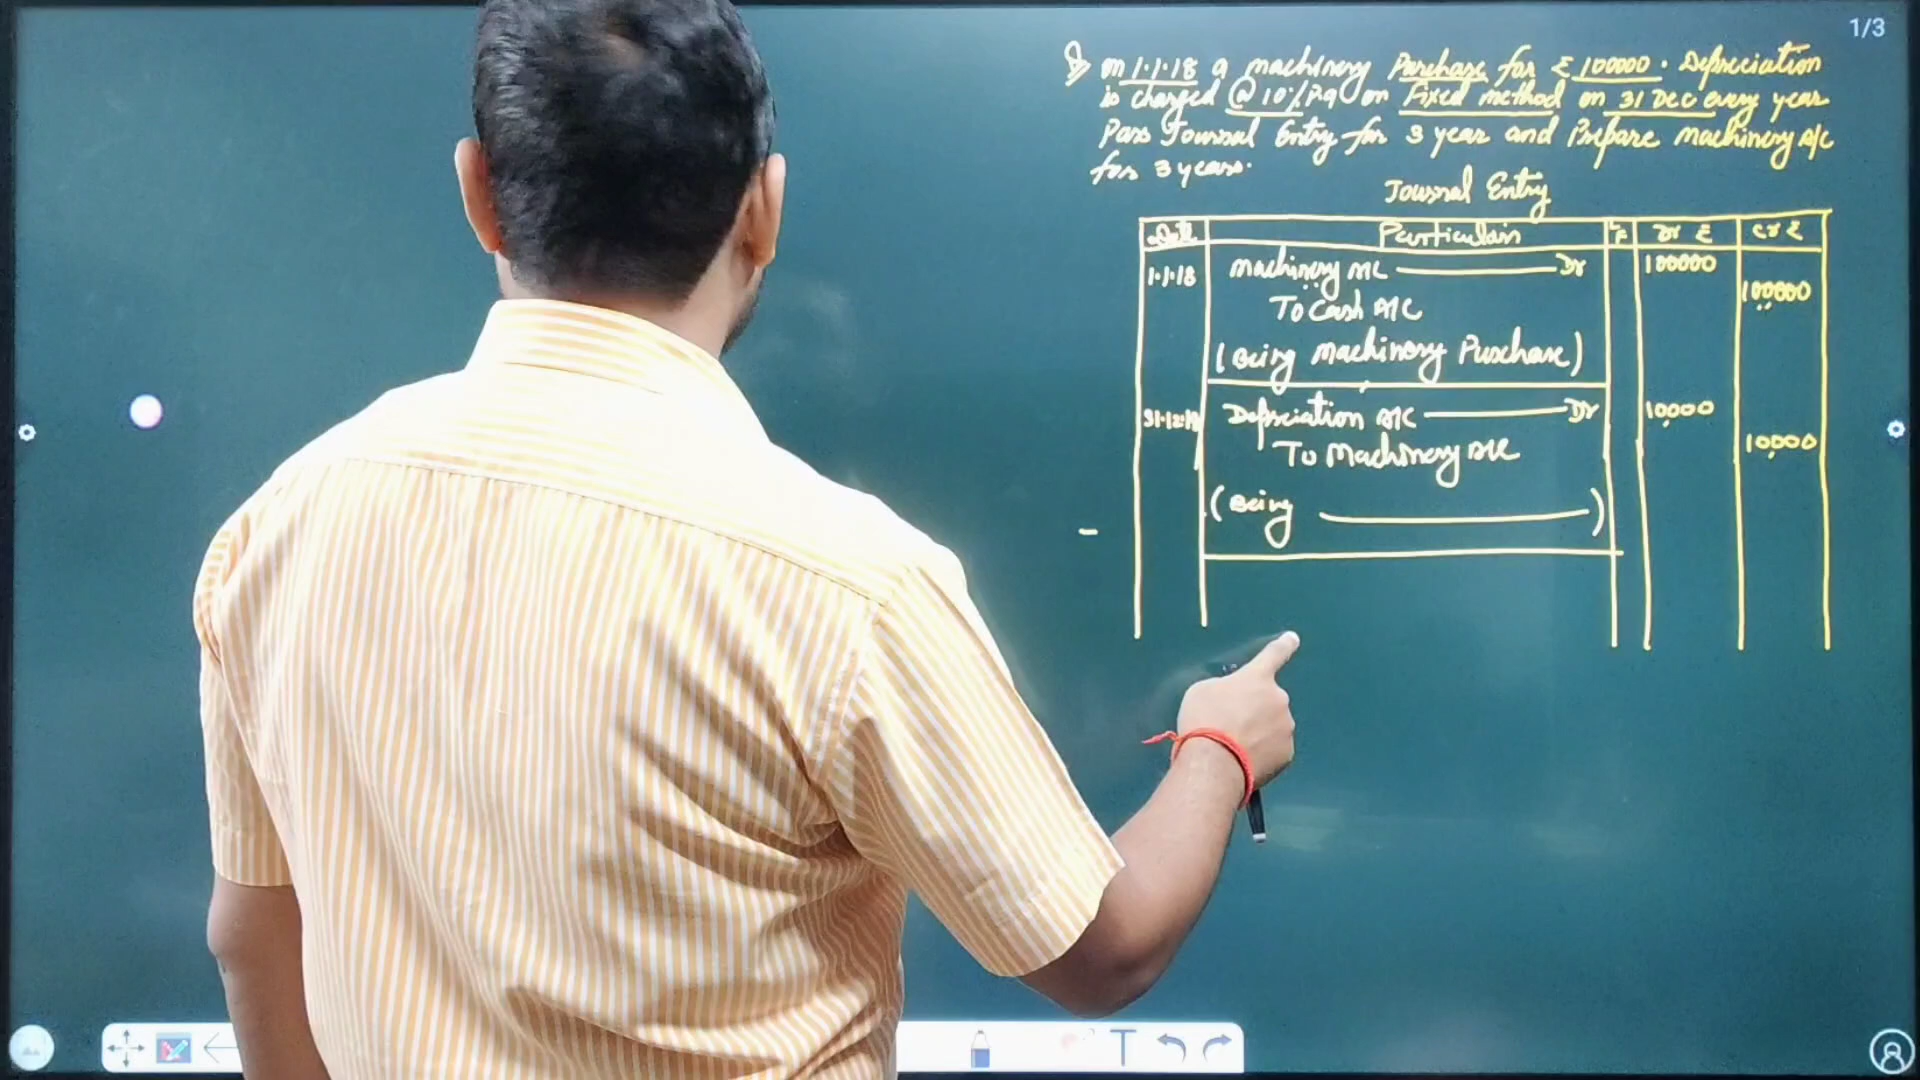 1/3
Q on 1.1.18 a machinery Purchase for ₹ 100000. Depreciation
is charged @ 10% P.a on Fixed method on 31 Dec every year
Pass Journal Entry for 3 year and Prepare Machinery A/c
for 3 years.
Journal Entry
Date Particulars LF Dr ₹ Cr ₹
1.1.18 Machinery A/c Dr 100000
To Cash A/c 100000
(Being Machinery Purchase)
31.12.18 Depreciation A/c Dr 10000
To Machinery A/c 10000
(Being )
T